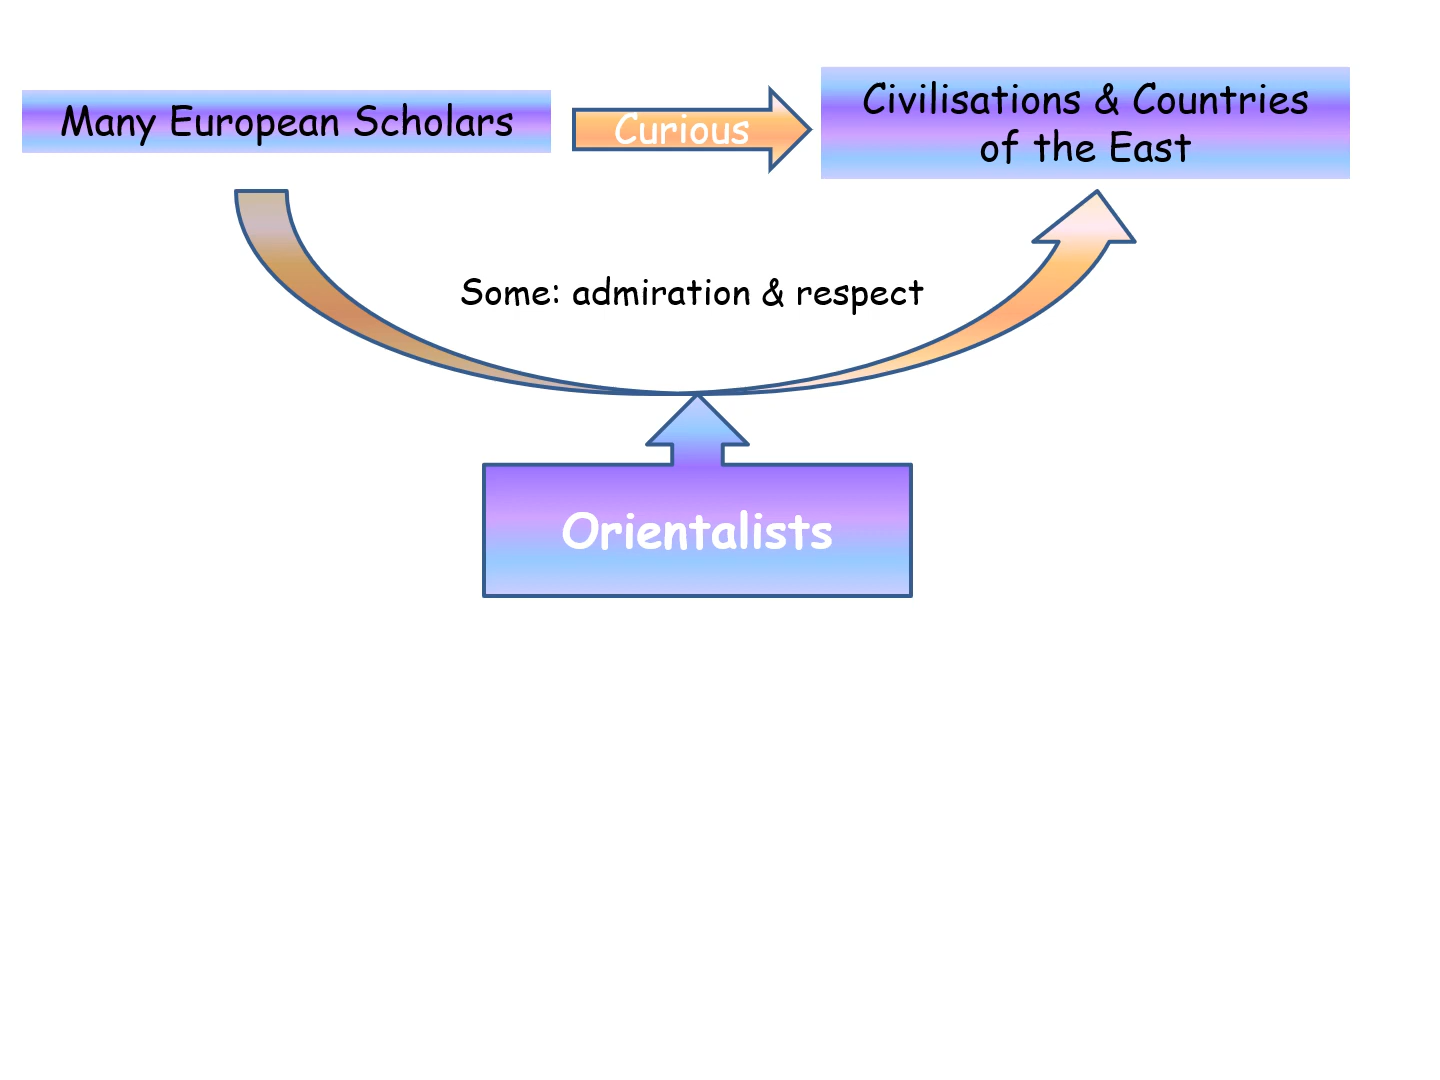 Many European Scholars
Curious
Civilisations & Countries
of the East
Some: admiration & respect
Orientalists